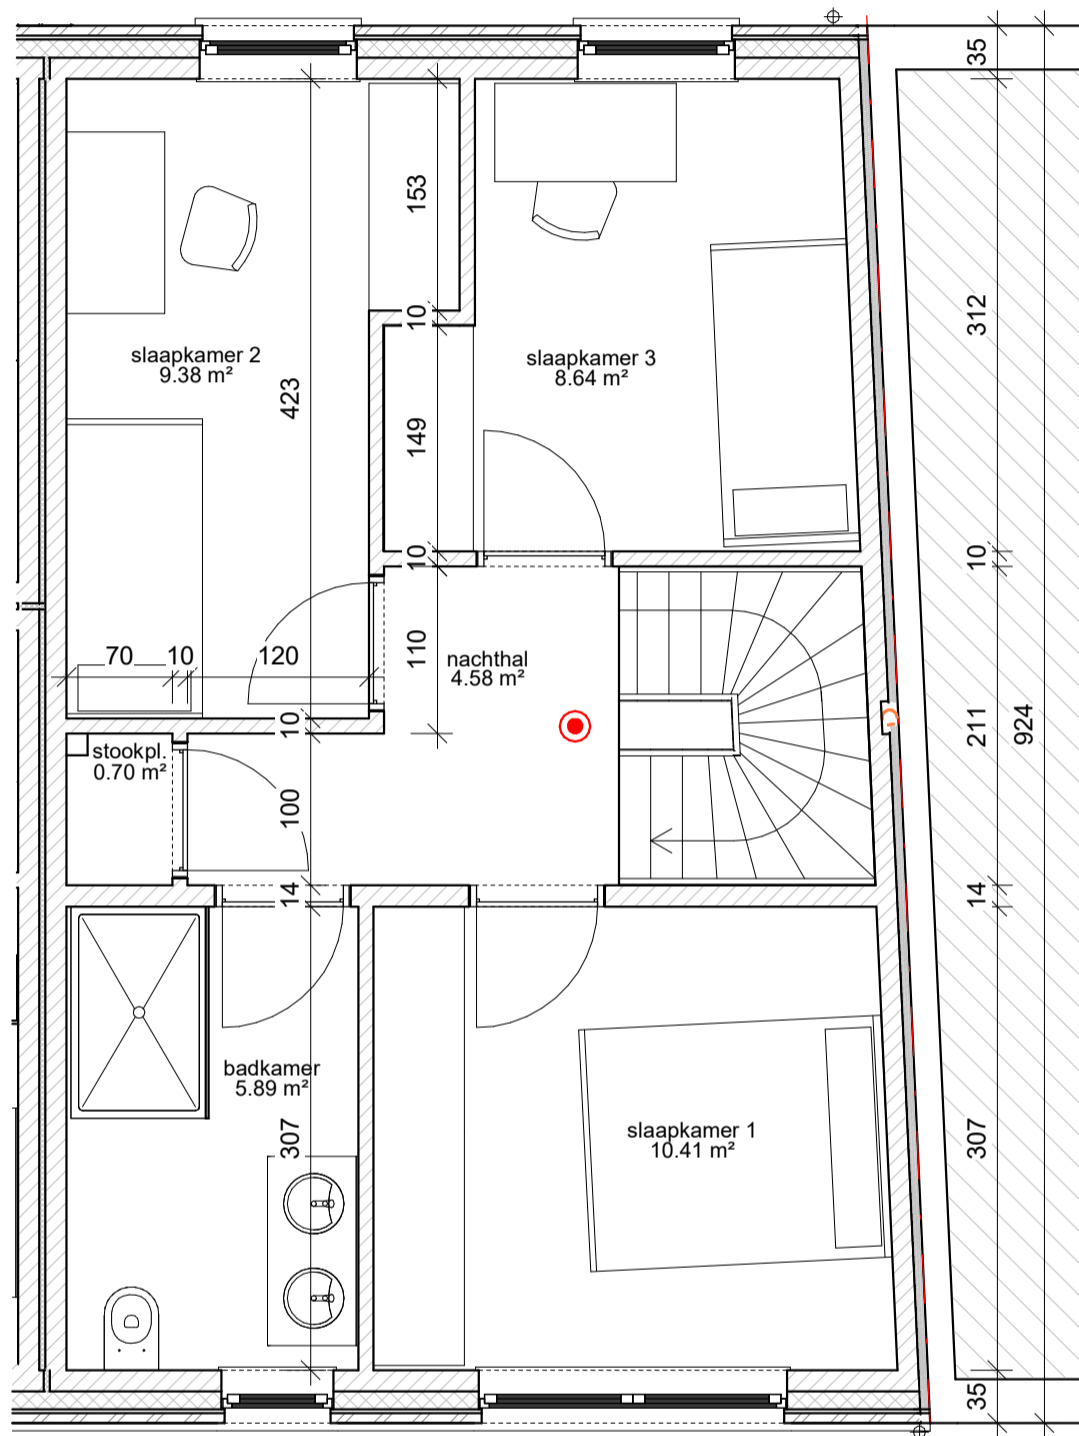 35
153
312
10
slaapkamer 2
9.38 m²
slaapkamer 3
8.64 m²
423
149
10
10
70
10
120
110
nachthal
4.58 m²
10
211
924
stookpl.
0.70 m²
100
14
14
badkamer
5.89 m²
307
slaapkamer 1
10.41 m²
307
35